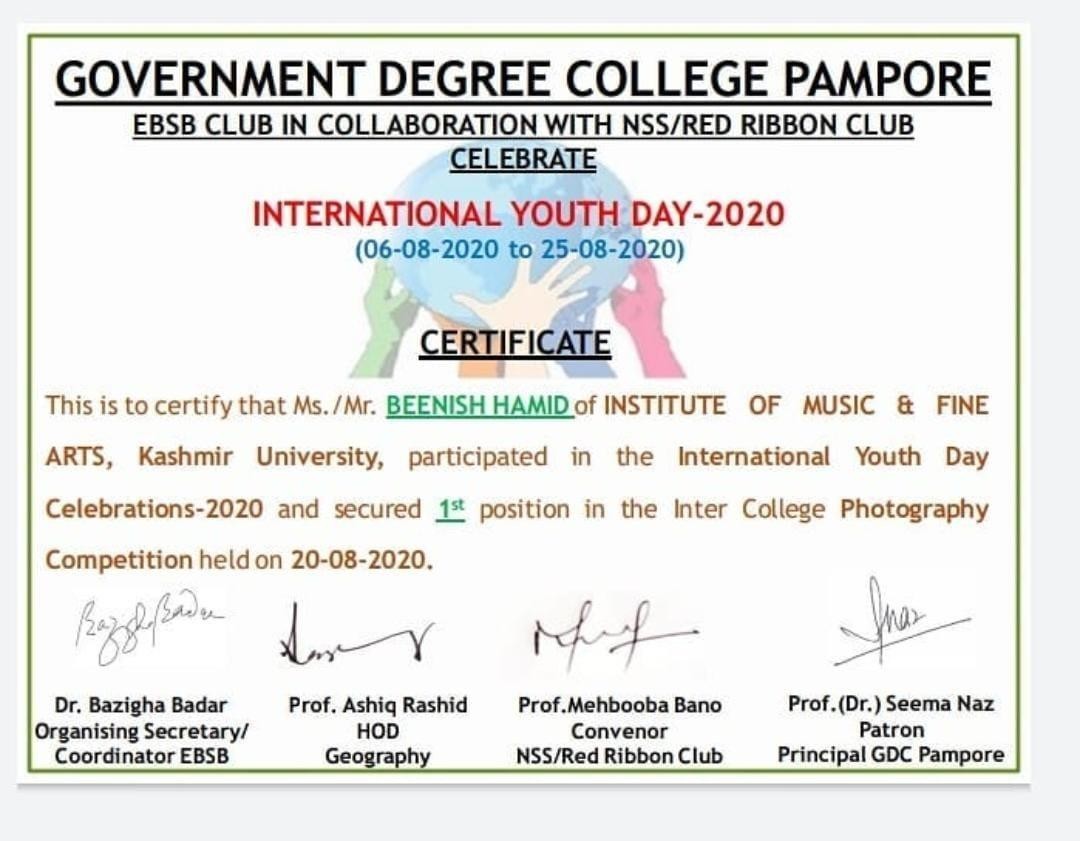 GOVERNMENT DEGREE COLLEGE PAMPORE
EBSB CLUB IN COLLABORATION WITH NSS/RED RIBBON CLUB
CELEBRATE
INTERNATIONAL YOUTH DAY-2020
(06-08-2020 to 25-08-2020)
CERTIFICATE
This is to certify that Ms./Mr. BEENISH HAMID of INSTITUTE OF MUSIC & FINE
ARTS, Kashmir University, participated in the International Youth Day
Celebrations-2020 and secured 1st position in the Inter College Photography
Competition held on 20-08-2020.
Bazigha Badar
Dr. Bazigha Badar
Organising Secretary/
Coordinator EBSB
Prof. Ashiq Rashid
HOD
Geography
Prof.Mehbooba Bano
Convenor
NSS/Red Ribbon Club
Prof.(Dr.) Seema Naz
Patron
Principal GDC Pampore